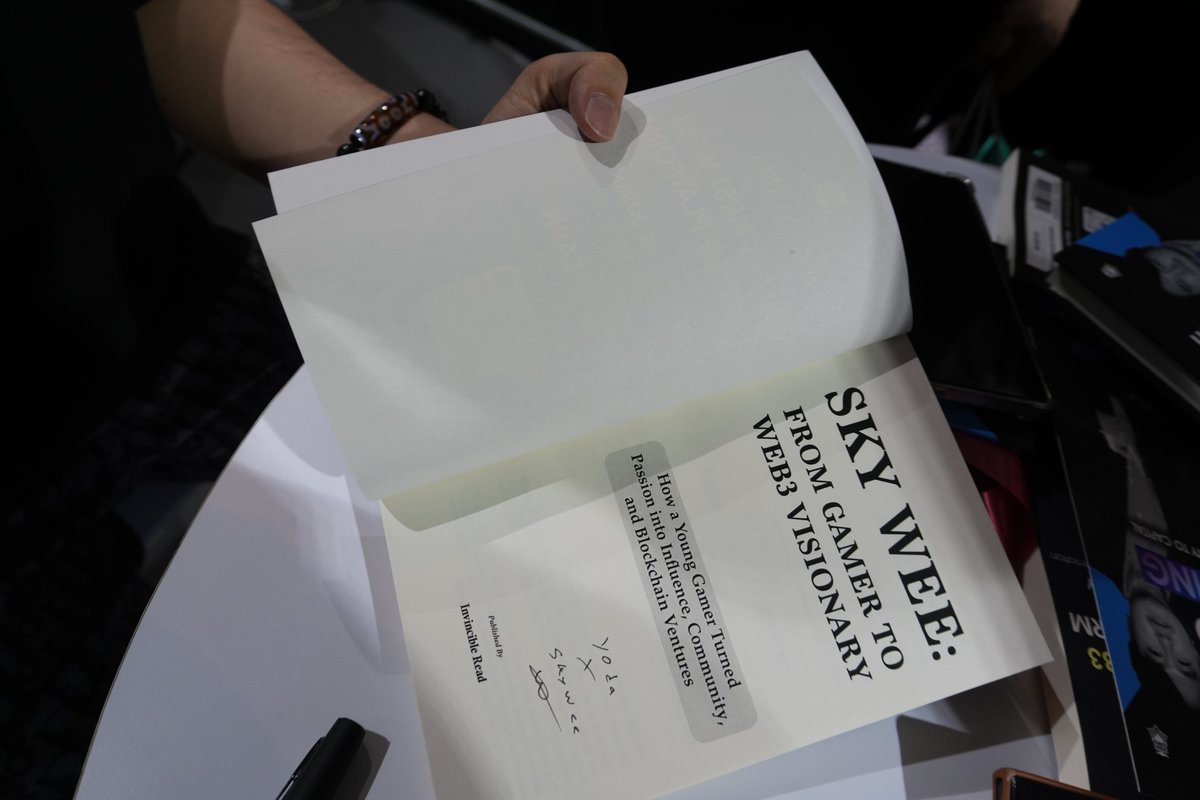 SKY WEE:
FROM GAMER TO
WEB3 VISIONARY
How a Young Gamer Turned
Passion into Influence, Community,
and Blockchain Ventures
Yoda
X
Skywee
Published By
Invincible Read